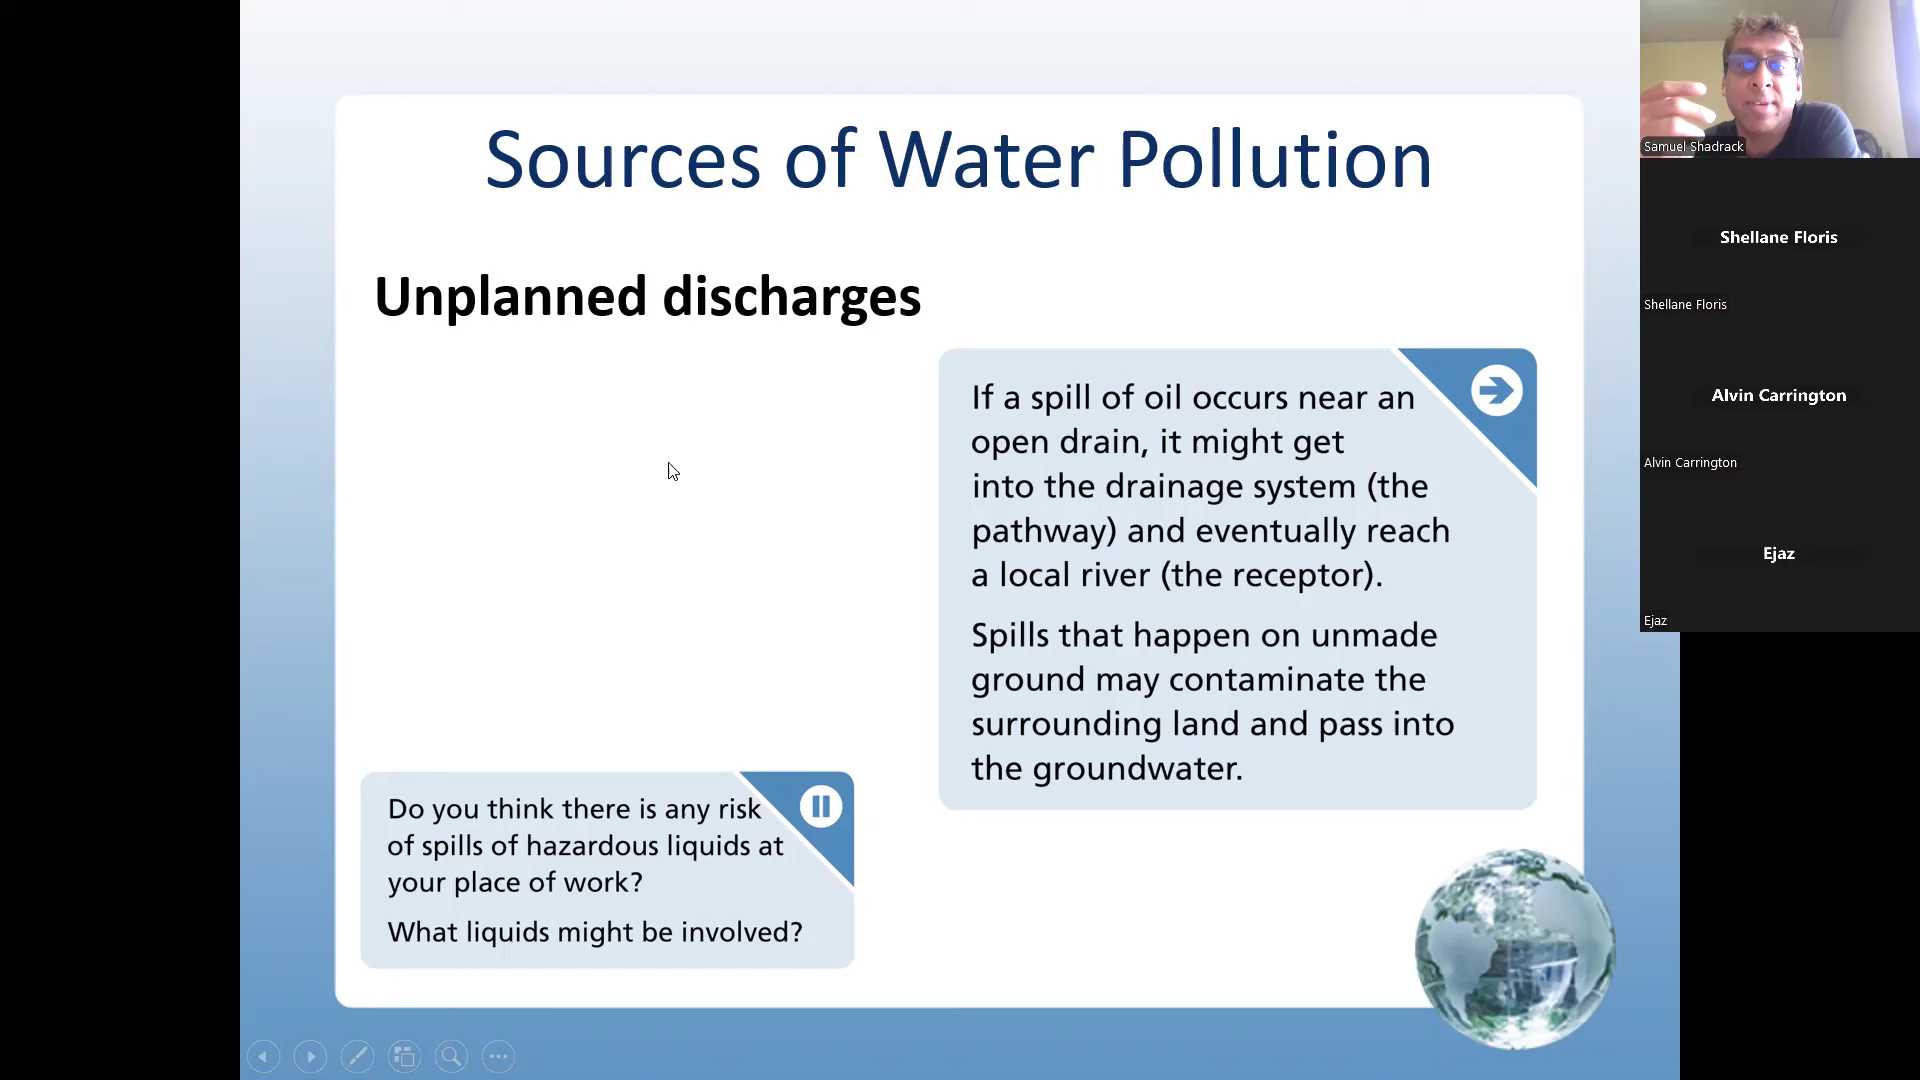 Sources of Water Pollution
Unplanned discharges
If a spill of oil occurs near an
open drain, it might get
into the drainage system (the
pathway) and eventually reach
a local river (the receptor).
Spills that happen on unmade
ground may contaminate the
surrounding land and pass into
the groundwater.
Do you think there is any risk
of spills of hazardous liquids at
your place of work?
What liquids might be involved?
Samuel Shadrack
Shellane Floris
Shellane Floris
Alvin Carrington
Alvin Carrington
Ejaz
Ejaz